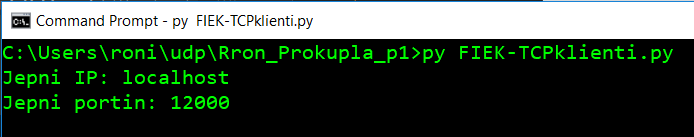 Command Prompt - py FIEK-TCPklienti.py
C:\Users\roni\udp\Rron_Prokupla_p1>py FIEK-TCPklienti.py
Jepni IP: localhost
Jepni portin: 12000